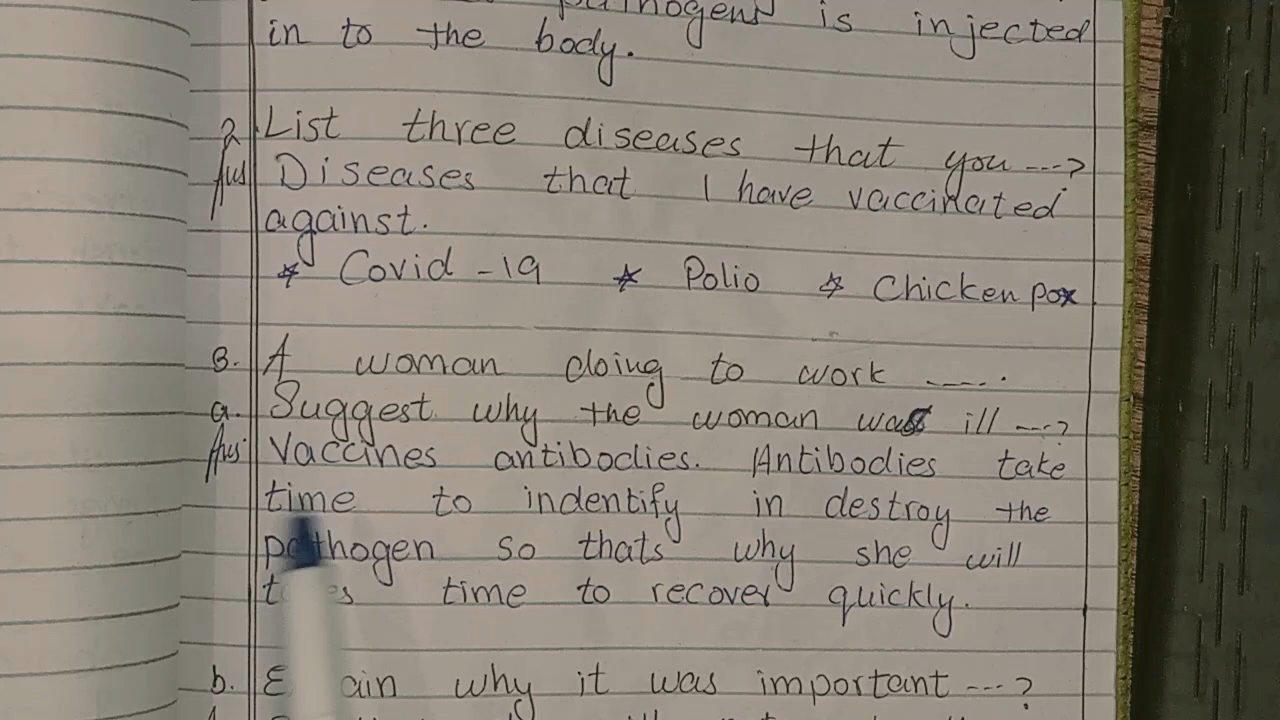 pathogens is injected
in to the body.
2. List three diseases that you ---?
Ans Diseases that I have vaccinated
against.
* Covid-19 * Polio * Chicken pox
3. A woman doing to work ----.
a. Suggest why the woman was ill ---?
Ans Vaccines antibodies. Antibodies take
time to indentify in destroy the
pathogen so thats why she will
time to recover quickly.
b. why it was important ---?